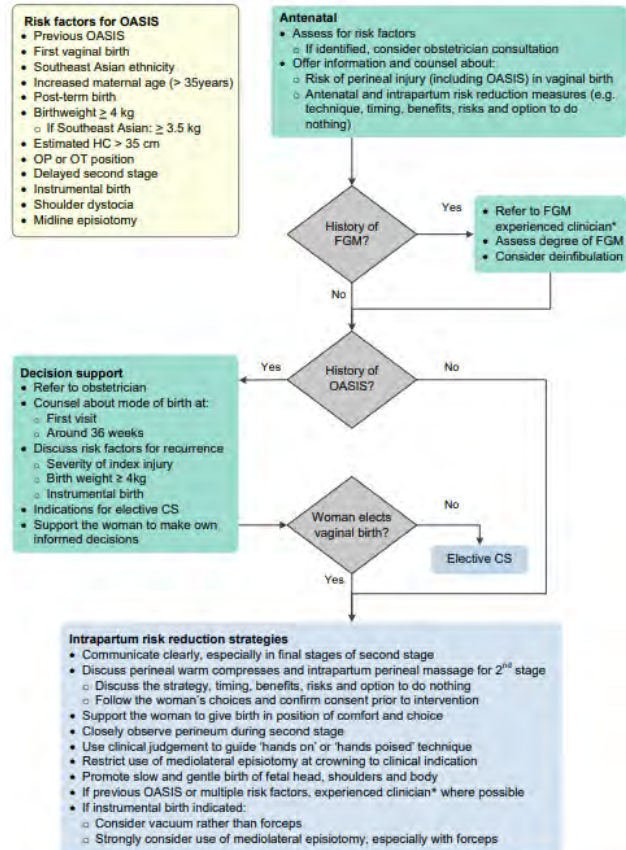 Risk factors for OASIS
• Previous OASIS
• First vaginal birth
• Southeast Asian ethnicity
• Increased maternal age (> 35years)
• Post-term birth
• Birthweight ≥ 4 kg
o If Southeast Asian: ≥ 3.5 kg
• Estimated HC > 35 cm
• OP or OT position
• Delayed second stage
• Instrumental birth
• Shoulder dystocia
• Midline episiotomy
Antenatal
• Assess for risk factors
o If identified, consider obstetrician consultation
• Offer information and counsel about:
o Risk of perineal injury (including OASIS) in vaginal birth
o Antenatal and intrapartum risk reduction measures (e.g.
technique, timing, benefits, risks and option to do
nothing)
History of
FGM?
Yes
• Refer to FGM
experienced clinician*
• Assess degree of FGM
• Consider deinfibulation
No
History of
OASIS?
Yes
No
Decision support
• Refer to obstetrician
• Counsel about mode of birth at:
o First visit
o Around 36 weeks
• Discuss risk factors for recurrence
o Severity of index injury
o Birth weight ≥ 4kg
o Instrumental birth
• Indications for elective CS
• Support the woman to make own
informed decisions
Woman elects
vaginal birth?
No
Elective CS
Yes
Intrapartum risk reduction strategies
• Communicate clearly, especially in final stages of second stage
• Discuss perineal warm compresses and intrapartum perineal massage for 2nd stage
o Discuss the strategy, timing, benefits, risks and option to do nothing
o Follow the woman's choices and confirm consent prior to intervention
• Support the woman to give birth in position of comfort and choice
• Closely observe perineum during second stage
• Use clinical judgement to guide 'hands on' or 'hands poised' technique
• Restrict use of mediolateral episiotomy at crowning to clinical indication
• Promote slow and gentle birth of fetal head, shoulders and body
• If previous OASIS or multiple risk factors, experienced clinician* where possible
• If instrumental birth indicated:
o Consider vacuum rather than forceps
o Strongly consider use of mediolateral episiotomy, especially with forceps